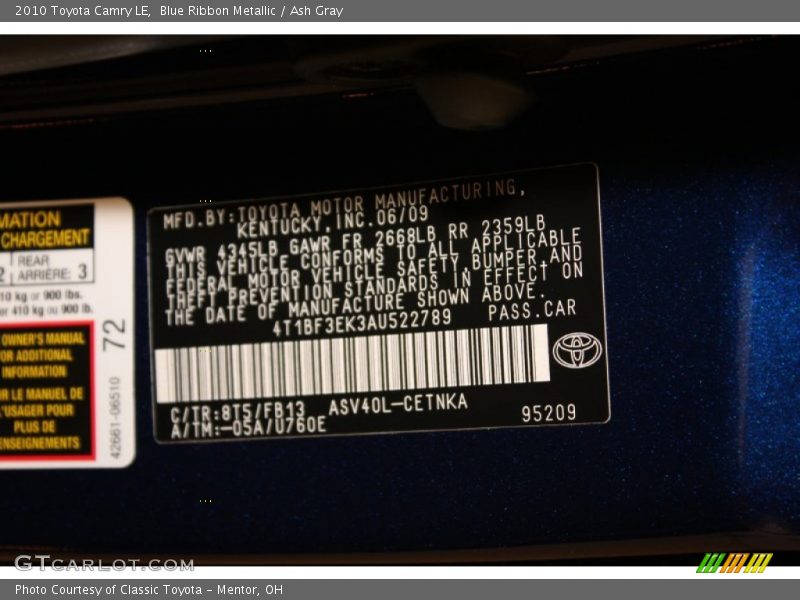 2010 Toyota Camry LE, Blue Ribbon Metallic / Ash Gray
MATION
CHARGEMENT
2 REAR
ARRIÈRE: 3
10 kg or 900 lbs.
er 410 kg ou 900 lb.
OWNER'S MANUAL
FOR ADDITIONAL
INFORMATION
LE MANUEL DE
L'USAGER POUR
PLUS DE
ENSEIGNEMENTS
72
42661-06510
MFD.BY:TOYOTA MOTOR MANUFACTURING,
KENTUCKY,INC.06/09
GVWR 4345LB GAWR FR 2668LB RR 2359LB
THIS VEHICLE CONFORMS TO ALL APPLICABLE
FEDERAL MOTOR VEHICLE SAFETY,BUMPER,AND
THEFT PREVENTION STANDARDS IN EFFECT ON
THE DATE OF MANUFACTURE SHOWN ABOVE.
4T1BF3EK3AU522789 PASS.CAR
C/TR:8T5/FB13 ASV40L-CETNKA
A/TM:-05A/U760E 95209
GTCARLOT.COM
Photo Courtesy of Classic Toyota - Mentor, OH